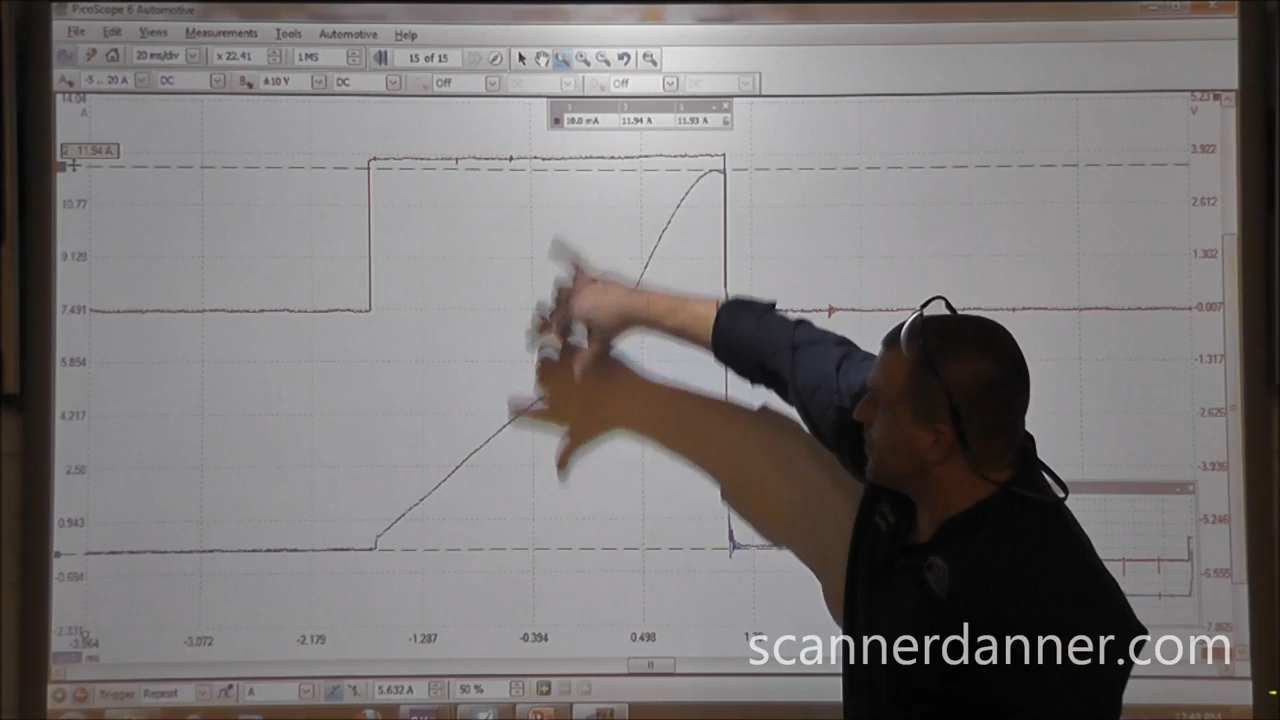 PicoScope 6 Automotive
File Edit Views Measurements Tools Automotive Help
20 ms/div x 22.41 1 MS 15 of 15
A -5 .. 20 A DC B ±10 V DC Off Off
14.04 5.23
A V
10.0 mA 11.94 A 11.93 A
2 11.94 A 3.922
10.77 2.612
9.128 1.302
7.491 -0.007
5.854 -1.317
4.217 -2.626
2.58 -3.936
0.943 -5.246
-0.694 -6.555
-2.331 -7.865
-3.964 -3.072 -2.179 -1.287 -0.394 0.498
ms
scannerdanner.com
Trigger Repeat A 5.632 A 50 %